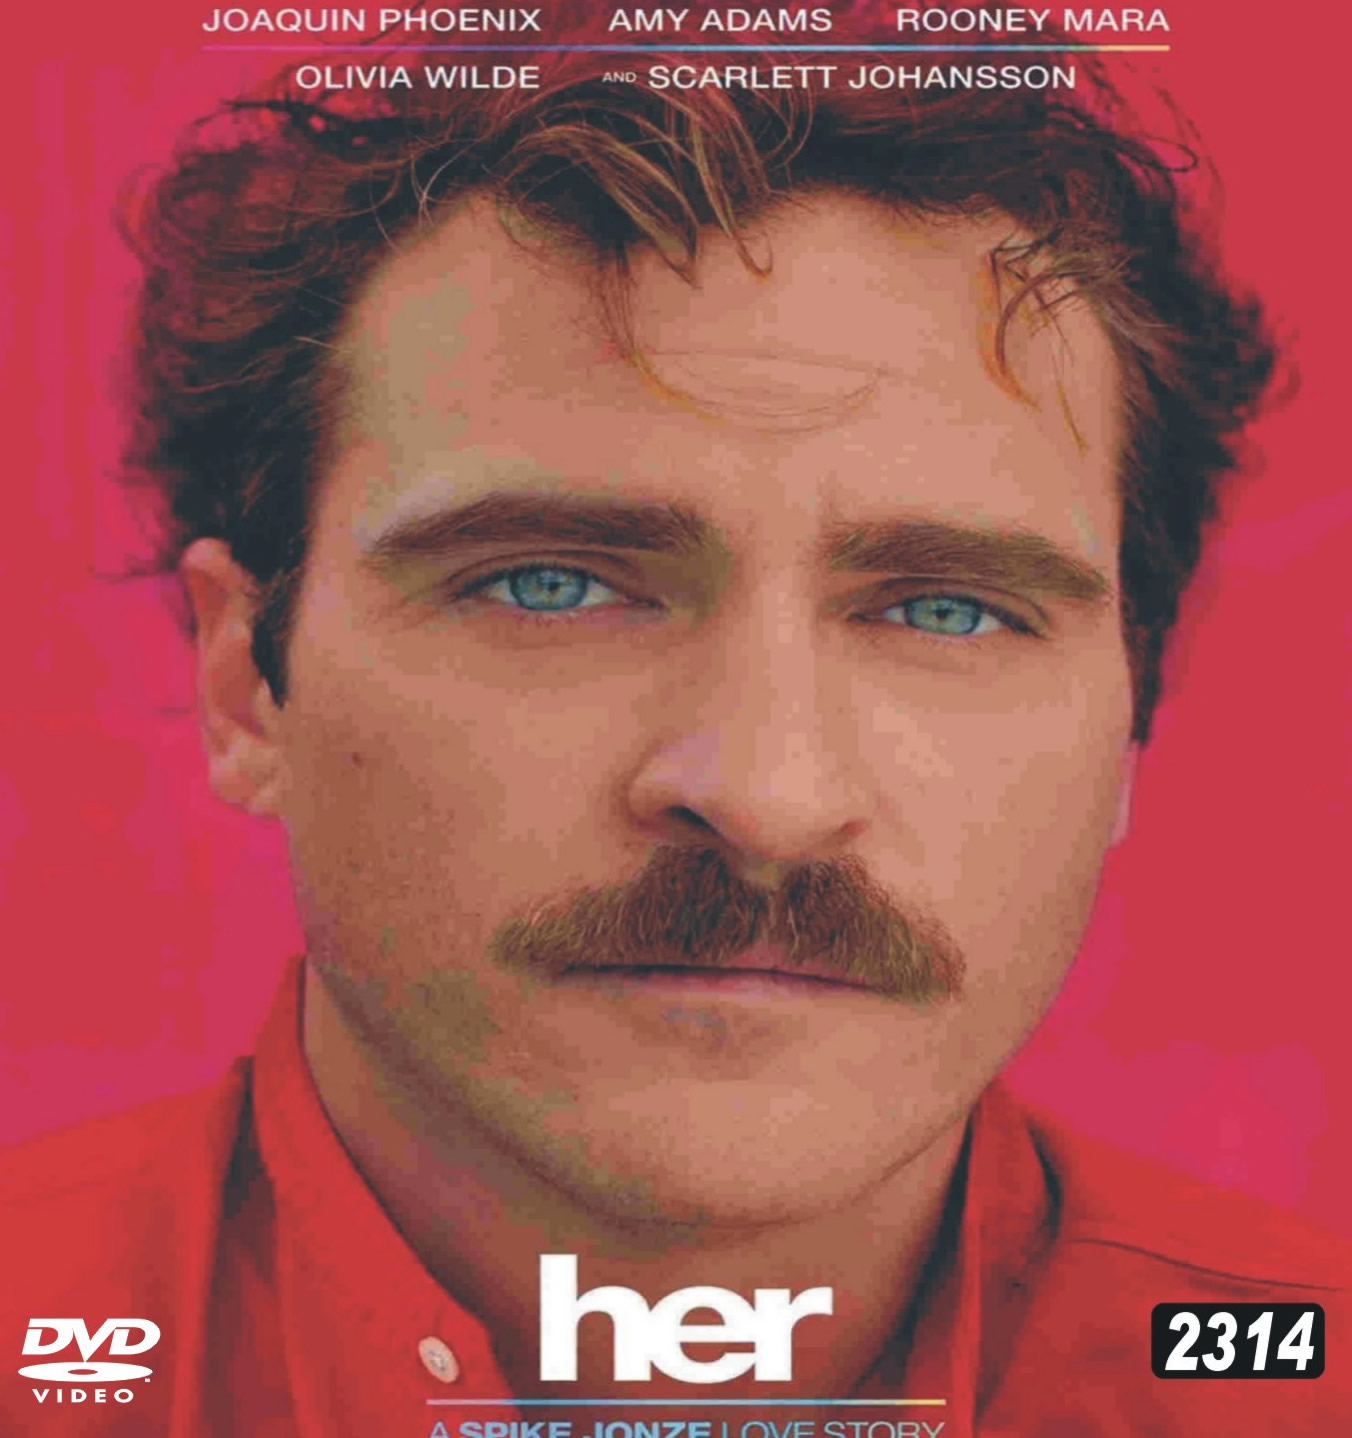 JOAQUIN PHOENIX AMY ADAMS ROONEY MARA
OLIVIA WILDE AND SCARLETT JOHANSSON
her
A SPIKE JONZE LOVE STORY
DVD
VIDEO
2314